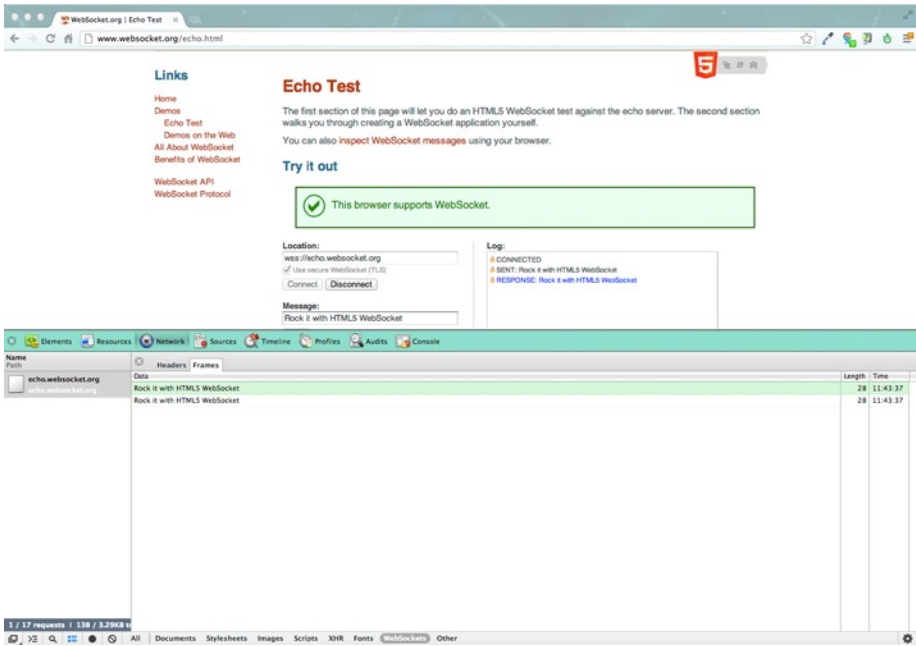 WebSocket.org | Echo Test
www.websocket.org/echo.html
Links
Home
Demos
Echo Test
Demos on the Web
All About WebSocket
Benefits of WebSocket
WebSocket API
WebSocket Protocol
Echo Test
The first section of this page will let you do an HTML5 WebSocket test against the echo server. The second section
walks you through creating a WebSocket application yourself.
You can also inspect WebSocket messages using your browser.
Try it out
This browser supports WebSocket.
Location:
wss://echo.websocket.org
Use secure WebSocket (TLS)
Connect Disconnect
Message:
Rock it with HTML5 WebSocket
Log:
CONNECTED
SENT: Rock it with HTML5 WebSocket
RESPONSE: Rock it with HTML5 WebSocket
Elements Resources Network Sources Timeline Profiles Audits Console
Name
Path
Headers Frames
echo.websocket.org
echo.websocket.org
Data Length Time
Rock it with HTML5 WebSocket 28 11:43:37
Rock it with HTML5 WebSocket 28 11:43:37
1 / 17 requests | 138 / 3.29KB
All Documents Stylesheets Images Scripts XHR Fonts WebSockets Other